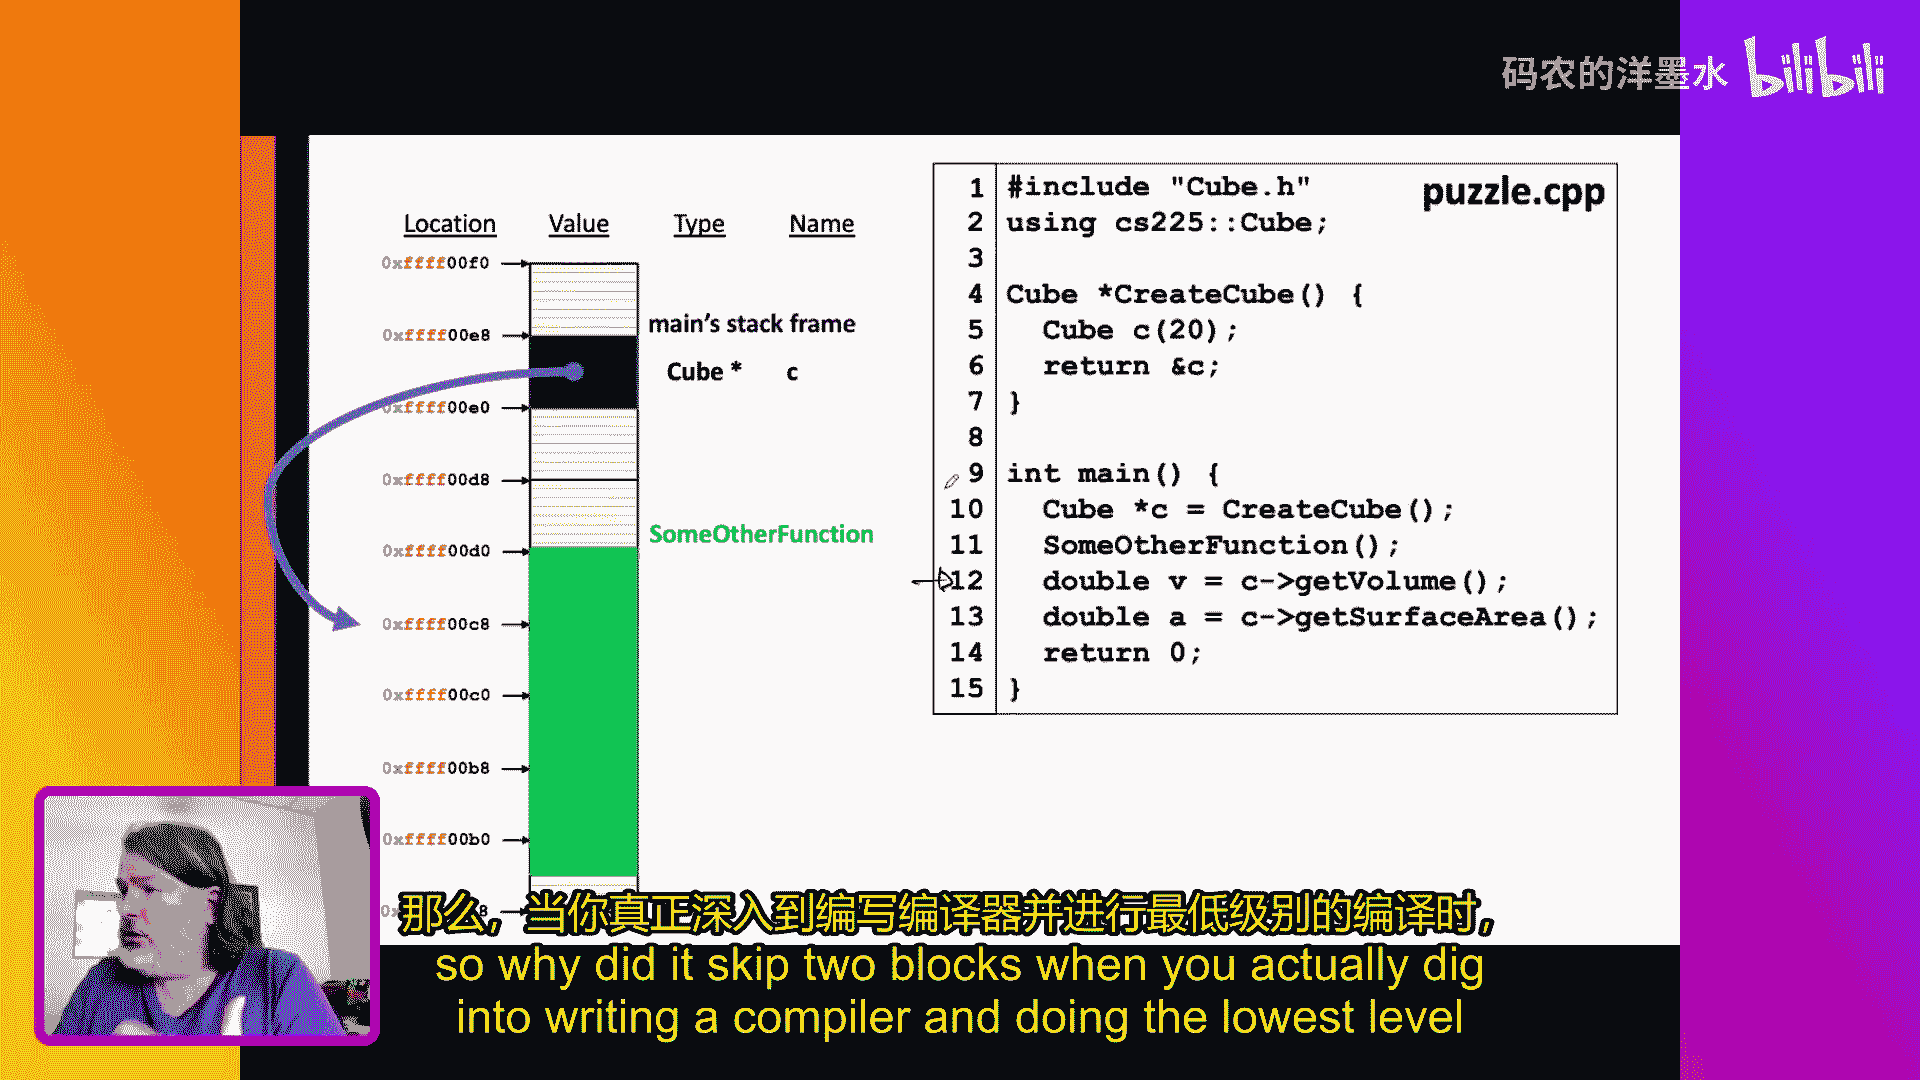 码农的洋墨水 bilibili
Location Value Type Name
0xffff00f0
0xffff00e8
main's stack frame
Cube * c
0xffff00e0
0xffff00d8
SomeOtherFunction
0xffff00d0
0xffff00c8
0xffff00c0
0xffff00b8
0xffff00b0
puzzle.cpp
1 #include "Cube.h"
2 using cs225::Cube;
3
4 Cube *CreateCube() {
5 Cube c(20);
6 return &c;
7 }
8
9 int main() {
10 Cube *c = CreateCube();
11 SomeOtherFunction();
12 double v = c->getVolume();
13 double a = c->getSurfaceArea();
14 return 0;
15 }
那么，当你真正深入到编写编译器并进行最低级别的编译时，
so why did it skip two blocks when you actually dig
into writing a compiler and doing the lowest level